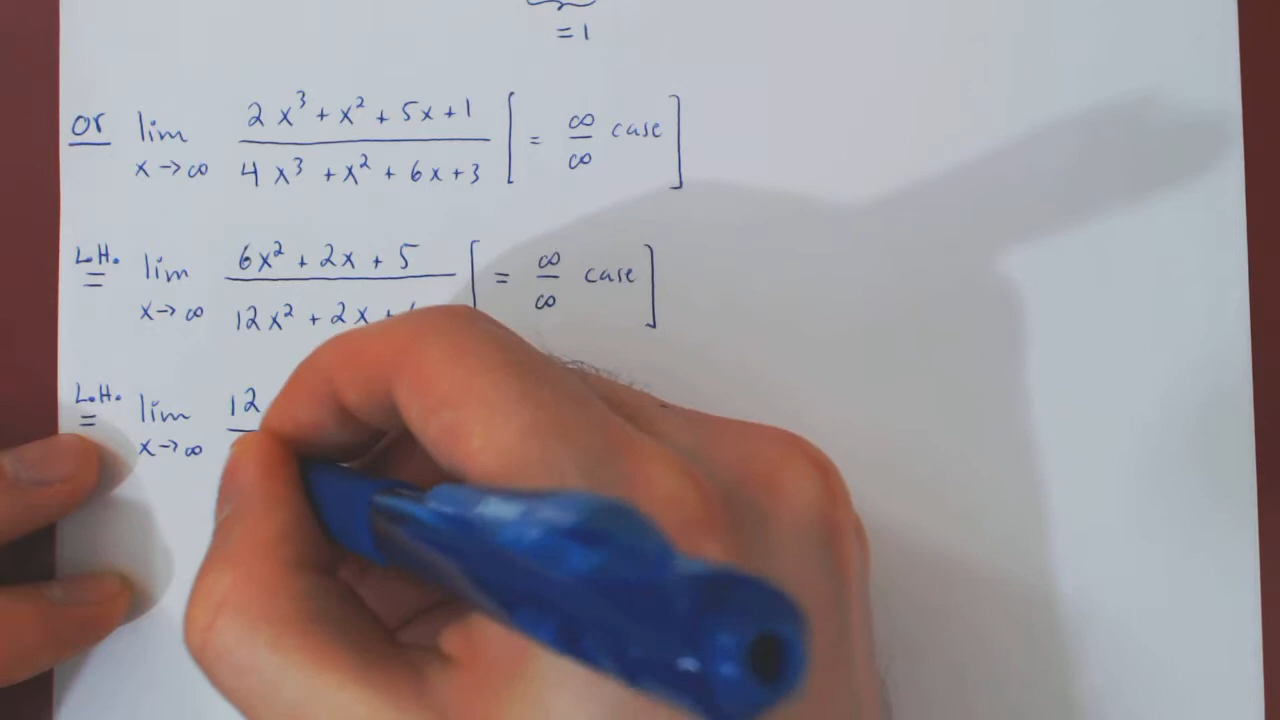 = 1
or lim x→∞ (2x³ + x² + 5x + 1)/(4x³ + x² + 6x + 3) [= ∞/∞ case]
L.H. = lim x→∞ (6x² + 2x + 5)/(12x² + 2x + [= ∞/∞ case]
L.H. = lim x→∞ 12